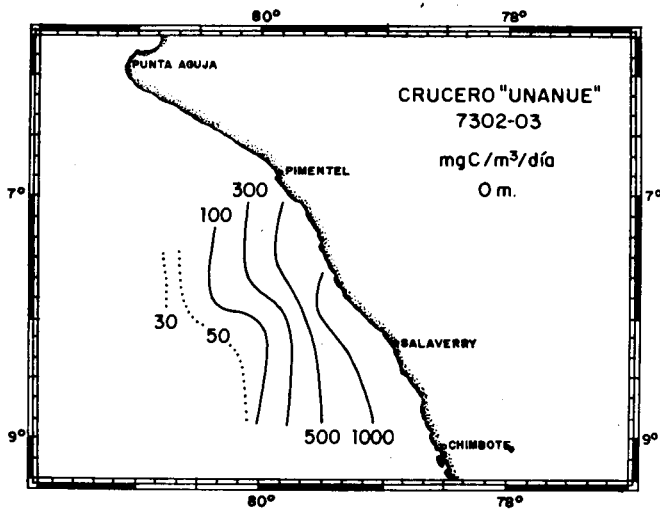 80°
78°
PUNTA AGUJA
CRUCERO "UNANUE"
7302-03
mgC/m³/día
0 m.
PIMENTEL
7°
7°
300
100
30
50
SALAVERRY
9°
500
1000
CHIMBOTE
9°
80°
78°